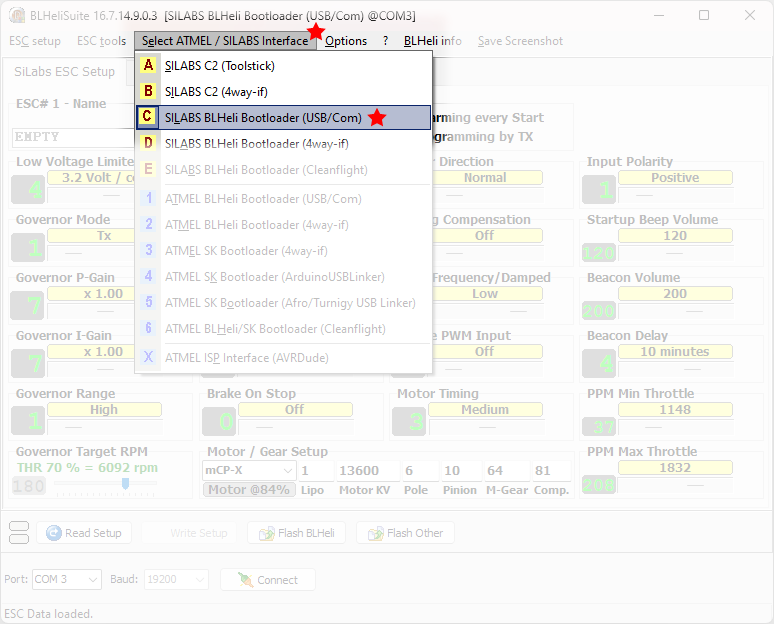 BLHeliSuite 16.7.14.9.0.3 [SILABS BLHeli Bootloader (USB/Com) @COM3]
ESC setup ESC tools Select ATMEL / SILABS Interface Options ? BLHeli info Save Screenshot
SiLabs ESC Setup
A SILABS C2 (Toolstick)
B SILABS C2 (4way-if)
C SILABS BLHeli Bootloader (USB/Com)
D SILABS BLHeli Bootloader (4way-if)
E SILABS BLHeli Bootloader (Cleanflight)
1 ATMEL BLHeli Bootloader (USB/Com)
2 ATMEL BLHeli Bootloader (4way-if)
3 ATMEL SK Bootloader (4way-if)
4 ATMEL SK Bootloader (ArduinoUSBLinker)
5 ATMEL SK Bootloader (Afro/Turnigy USB Linker)
6 ATMEL BLHeli/SK Bootloader (Cleanflight)
X ATMEL ISP Interface (AVRDude)
ESC# 1 - Name
EMPTY
rming every Start
gramming by TX
Low Voltage Limite Direction Input Polarity
3.2 Volt / c Normal Positive
4 1
Governor Mode g Compensation Startup Beep Volume
Tx Off 120
1 120
Governor P-Gain Frequency/Damped Beacon Volume
x 1.00 Low 200
7 200
Governor I-Gain e PWM Input Beacon Delay
x 1.00 Off 10 minutes
7 4
Governor Range Brake On Stop Motor Timing PPM Min Throttle
High Off Medium 1148
1 0 3 37
Governor Target RPM Motor / Gear Setup PPM Max Throttle
THR 70 % = 6092 rpm mCP-X 1 13600 6 10 64 81 1832
180 Motor @84% Lipo Motor KV Pole Pinion M-Gear Comp. 208
Read Setup Write Setup Flash BLHeli Flash Other
Port: COM 3 Baud: 19200 Connect
ESC Data loaded.